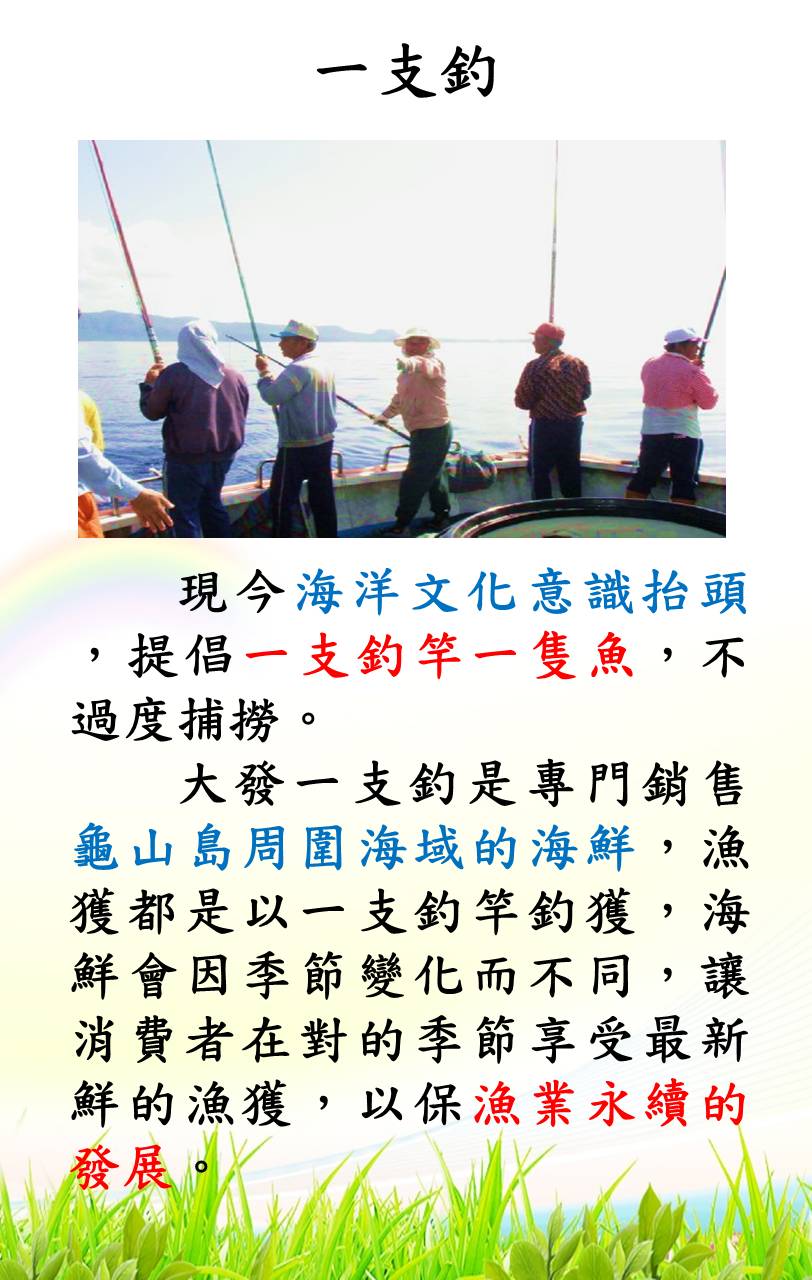 一支釣
現今海洋文化意識抬頭
，提倡一支釣竿一隻魚，不
過度捕撈。
大發一支釣是專門銷售
龜山島周圍海域的海鮮，漁
獲都是以一支釣竿釣獲，海
鮮會因季節變化而不同，讓
消費者在對的季節享受最新
鮮的漁獲，以保漁業永續的
發展。